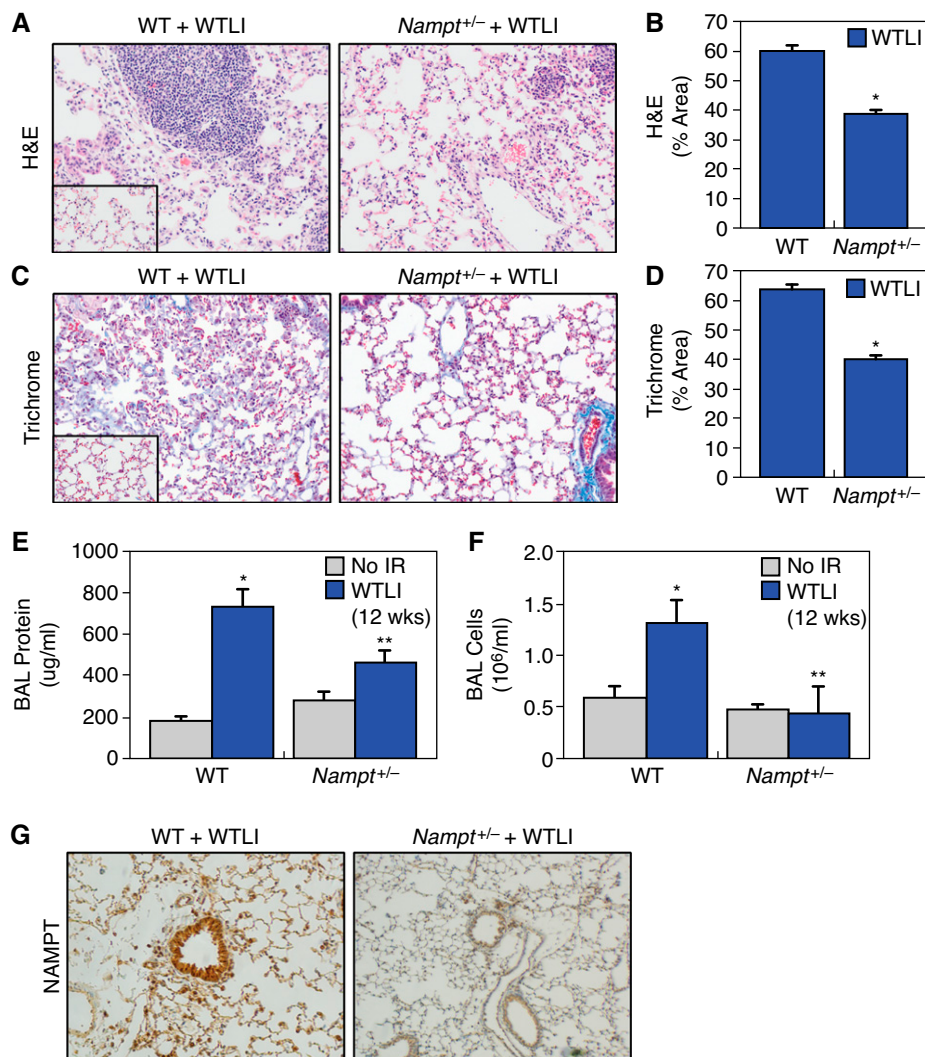 A
WT + WTLI
Nampt+/– + WTLI
H&E
B
WTLI
H&E
(% Area)
70
60
50
40
30
20
10
0
*
WT
Nampt+/–
C
WT + WTLI
Nampt+/– + WTLI
Trichrome
D
WTLI
Trichrome
(% Area)
70
60
50
40
30
20
10
0
*
WT
Nampt+/–
E
No IR
WTLI
(12 wks)
BAL Protein
(ug/ml)
1000
800
600
400
200
0
*
**
WT
Nampt+/–
F
No IR
WTLI
(12 wks)
BAL Cells
(10⁶/ml)
2.0
1.5
1.0
0.5
0
*
**
WT
Nampt+/–
G
WT + WTLI
Nampt+/– + WTLI
NAMPT